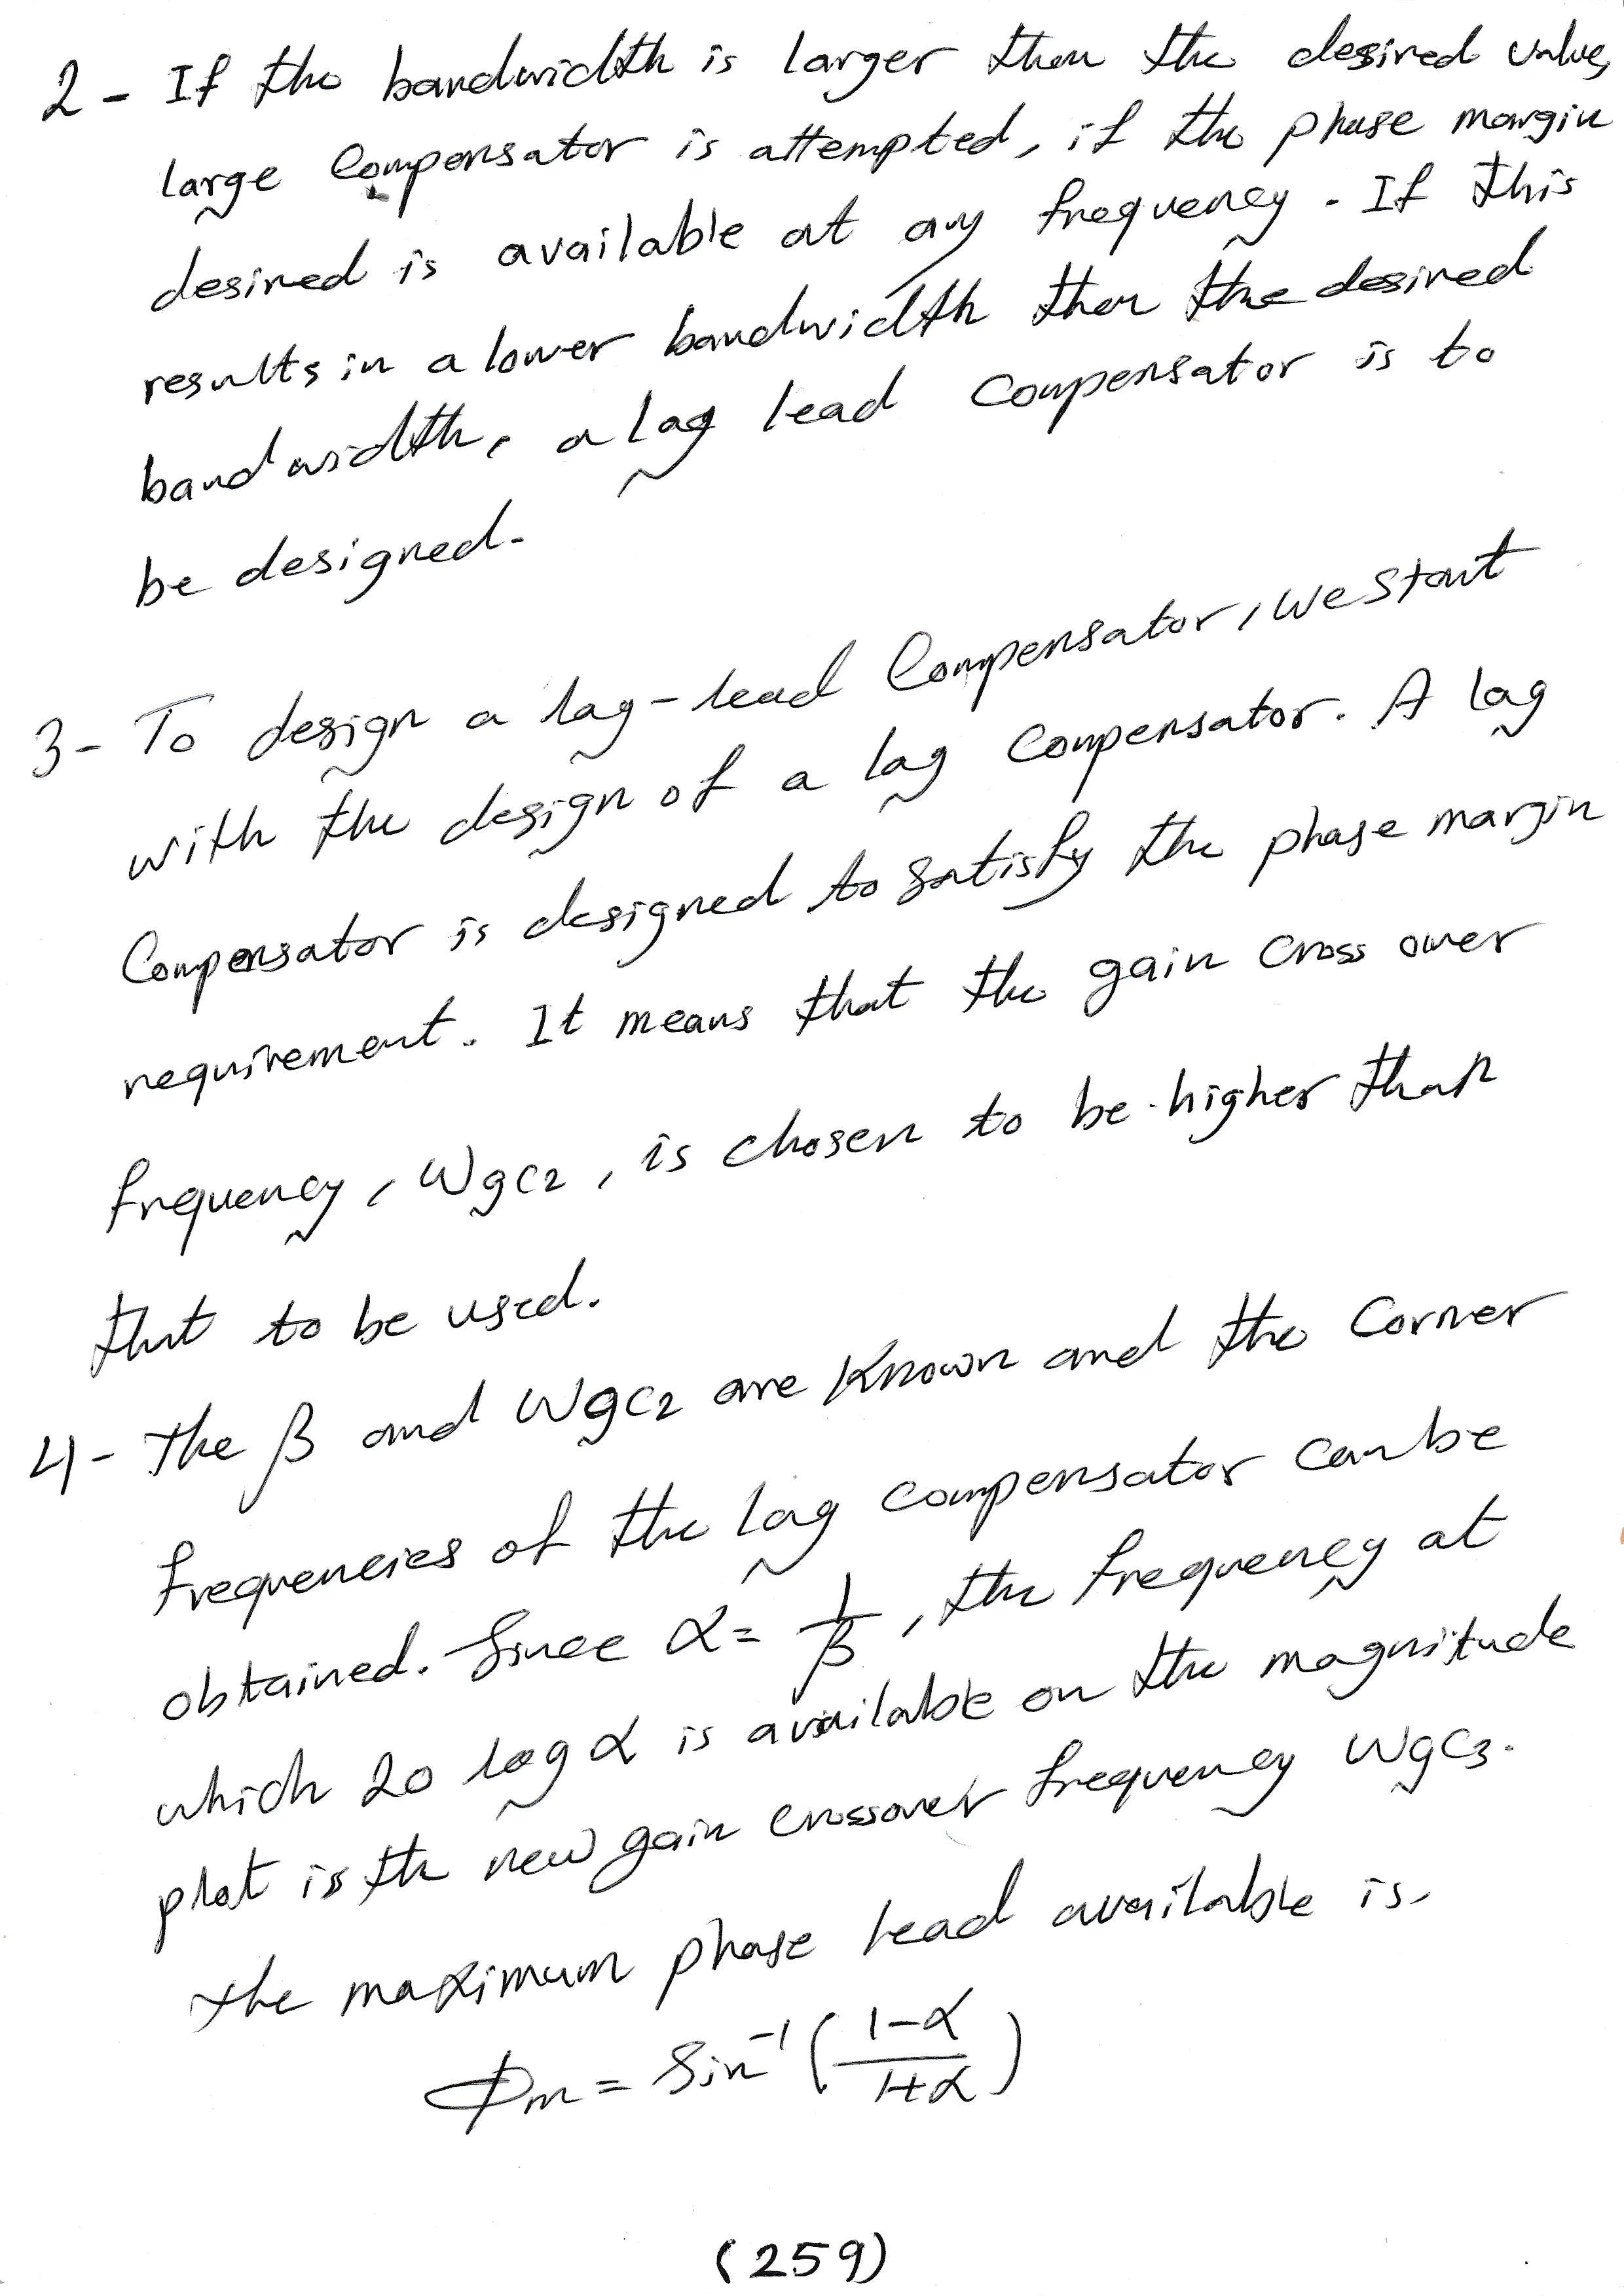 2 - If the bandwidth is larger then the desired value,
large Compensator is attempted, if the phase margin
desired is available at any frequency. If this
results in a lower bandwidth then the desired
bandwidth, a lag lead compensator is to
be designed.
3 - To design a lag-lead Compensator, we start
with the design of a lag compensator. A lag
Compensator is designed to satisfy the phase margin
requirement. It means that the gain cross over
frequency, Wgc2, is chosen to be higher than
that to be used.
4 - The β and Wgc2 are known and the Corner
frequencies of the lag compensator can be
obtained. Since α = 1/β, the frequency at
which 20 log α is available on the magnitude
plot is the new gain crossover frequency Wgc3.
The maximum phase lead available is.
Φm = Sin⁻¹ ( 1-α / 1+α )
(259)